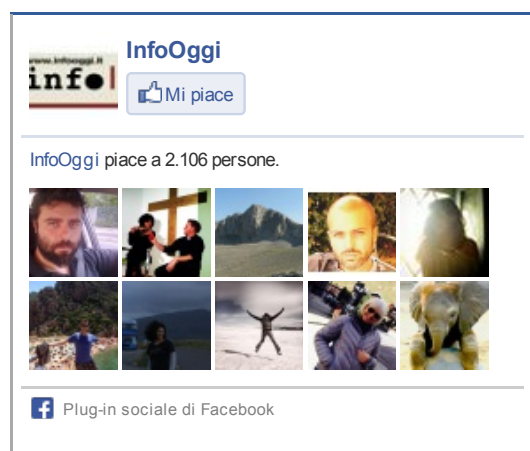 www.infooggi.it
info
InfoOggi
Mi piace
InfoOggi piace a 2.106 persone.
Plug-in sociale di Facebook